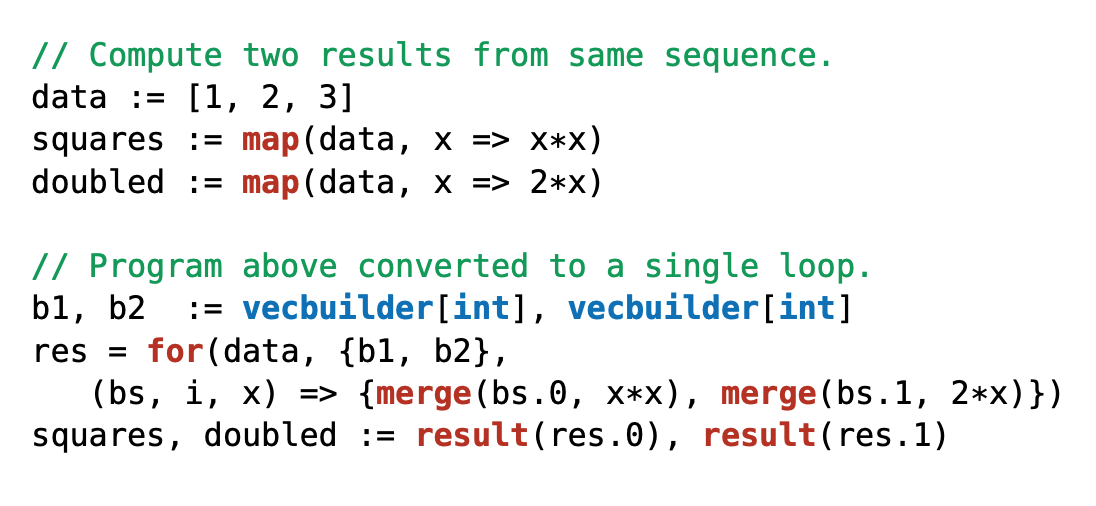 // Compute two results from same sequence.
data := [1, 2, 3]
squares := map(data, x => x*x)
doubled := map(data, x => 2*x)
// Program above converted to a single loop.
b1, b2  := vecbuilder[int], vecbuilder[int]
res = for(data, {b1, b2},
   (bs, i, x) => {merge(bs.0, x*x), merge(bs.1, 2*x)})
squares, doubled := result(res.0), result(res.1)